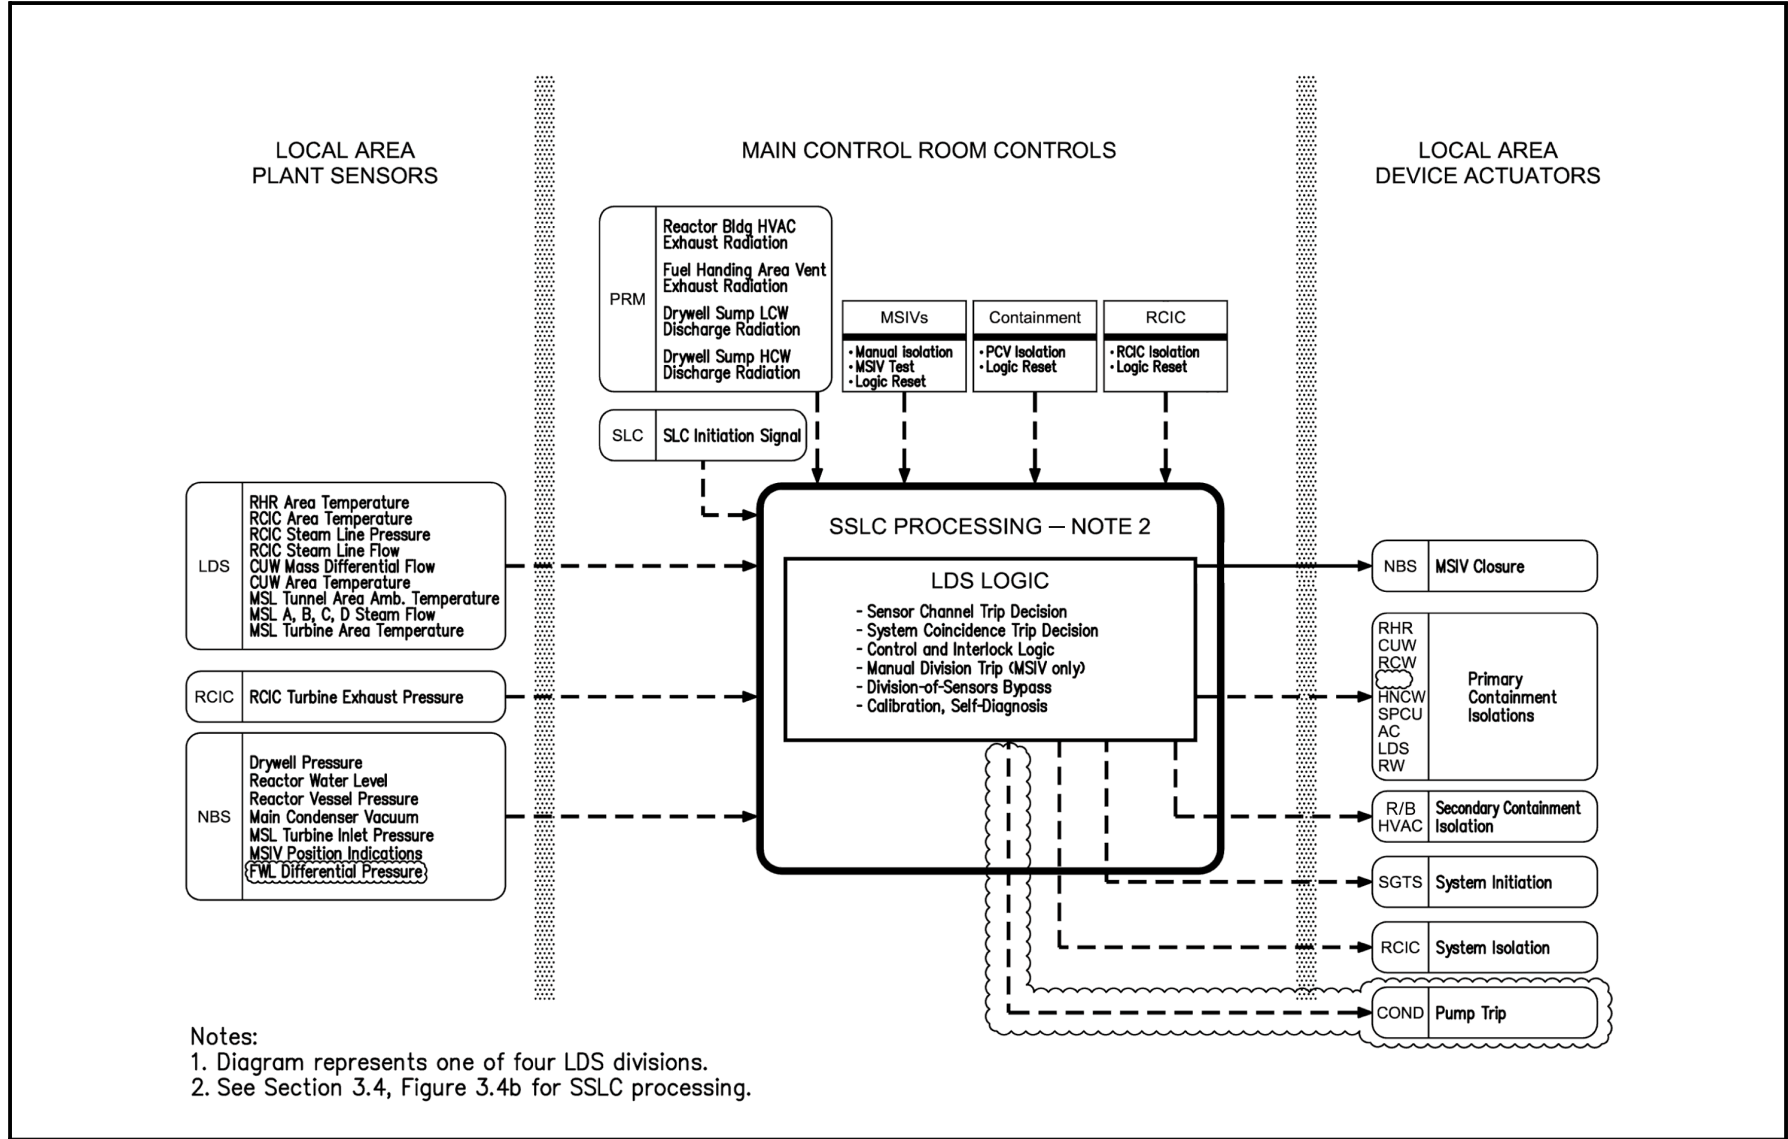 LOCAL AREA
PLANT SENSORS
MAIN CONTROL ROOM CONTROLS
LOCAL AREA
DEVICE ACTUATORS
PRM
Reactor Bldg HVAC
Exhaust Radiation
Fuel Handing Area Vent
Exhaust Radiation
Drywell Sump LCW
Discharge Radiation
Drywell Sump HCW
Discharge Radiation
MSIVs
• Manual isolation
• MSIV Test
• Logic Reset
Containment
• PCV Isolation
• Logic Reset
RCIC
• RCIC Isolation
• Logic Reset
SLC
SLC Initiation Signal
LDS
RHR Area Temperature
RCIC Area Temperature
RCIC Steam Line Pressure
RCIC Steam Line Flow
CUW Mass Differential Flow
CUW Area Temperature
MSL Tunnel Area Amb. Temperature
MSL A, B, C, D Steam Flow
MSL Turbine Area Temperature
RCIC
RCIC Turbine Exhaust Pressure
NBS
Drywell Pressure
Reactor Water Level
Reactor Vessel Pressure
Main Condenser Vacuum
MSL Turbine Inlet Pressure
MSIV Position Indications
FWL Differential Pressure
SSLC PROCESSING — NOTE 2
LDS LOGIC
- Sensor Channel Trip Decision
- System Coincidence Trip Decision
- Control and Interlock Logic
- Manual Division Trip (MSIV only)
- Division-of-Sensors Bypass
- Calibration, Self-Diagnosis
NBS
MSIV Closure
RHR
CUW
RCW
HNCW
SPCU
AC
LDS
RW
Primary
Containment
Isolations
R/B
HVAC
Secondary Containment
Isolation
SGTS
System Initiation
RCIC
System Isolation
COND
Pump Trip
Notes:
1. Diagram represents one of four LDS divisions.
2. See Section 3.4, Figure 3.4b for SSLC processing.